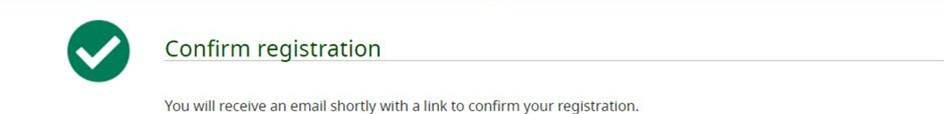 Confirm registration
You will receive an email shortly with a link to confirm your registration.